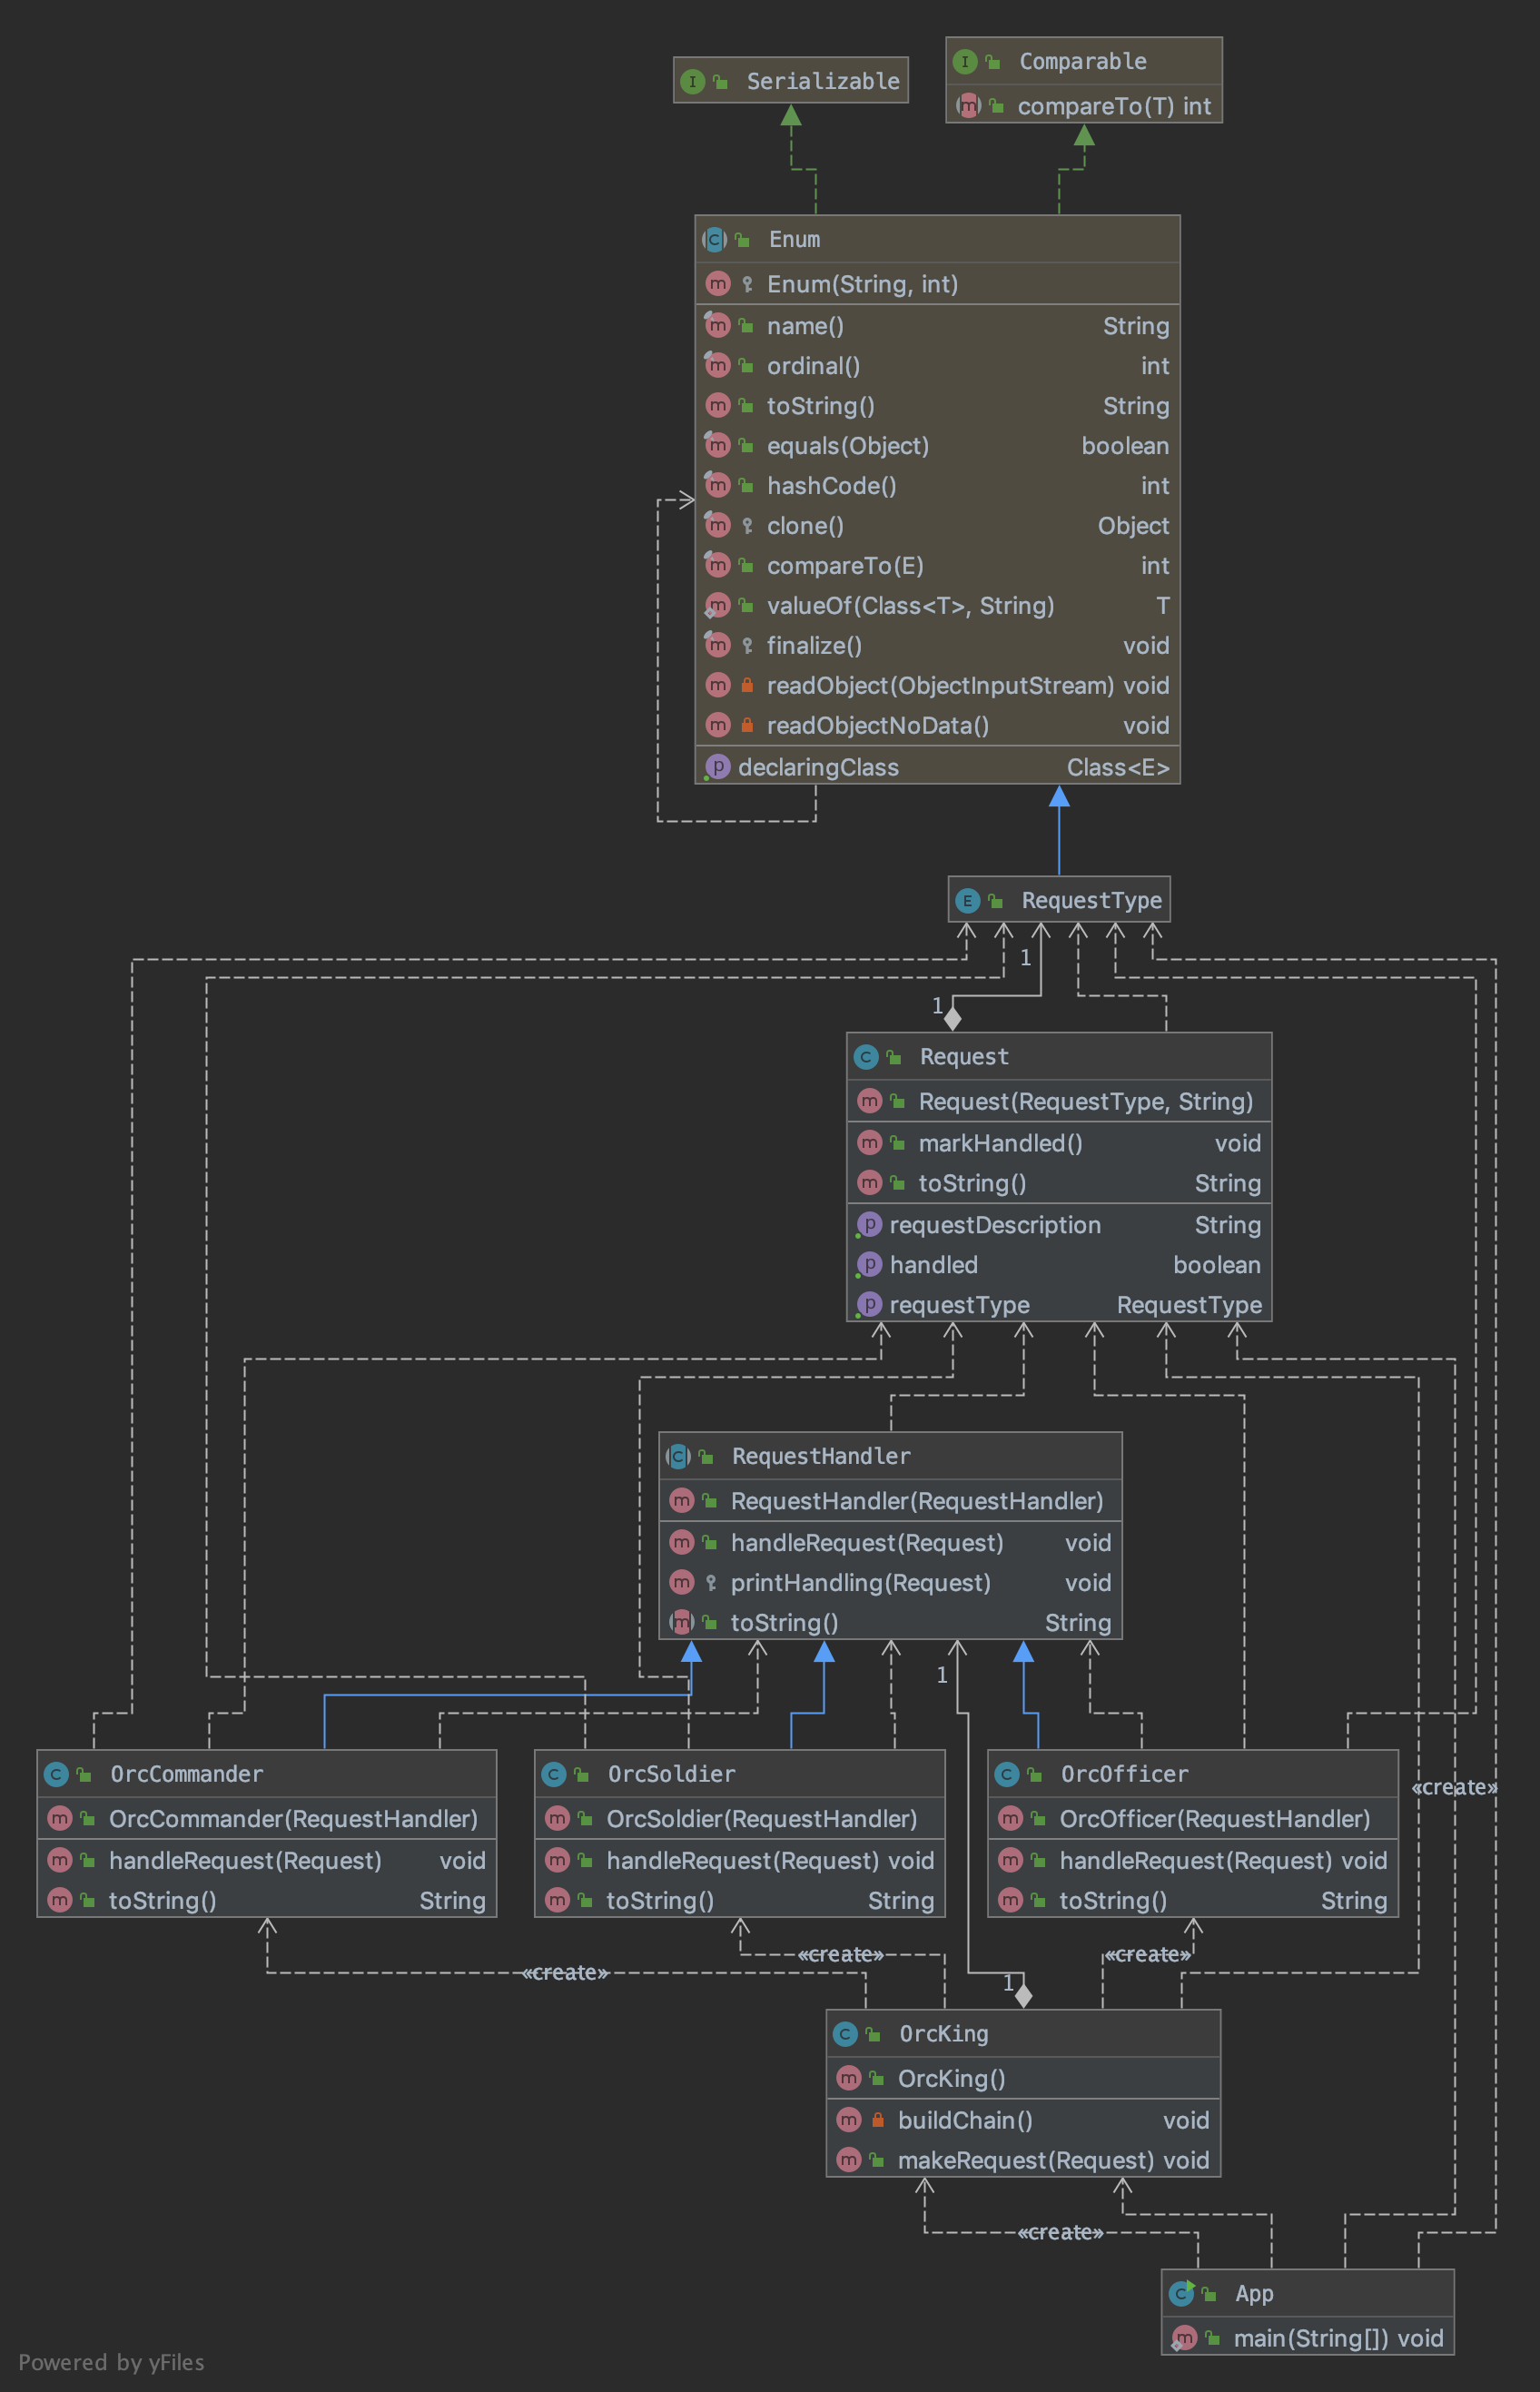 Serializable
Comparable
compareTo(T) int
Enum
Enum(String, int)
name() String
ordinal() int
toString() String
equals(Object) boolean
hashCode() int
clone() Object
compareTo(E) int
valueOf(Class<T>, String) T
finalize() void
readObject(ObjectInputStream) void
readObjectNoData() void
declaringClass Class<E>
RequestType
1
1
Request
Request(RequestType, String)
markHandled() void
toString() String
requestDescription String
handled boolean
requestType RequestType
RequestHandler
RequestHandler(RequestHandler)
handleRequest(Request) void
printHandling(Request) void
toString() String
1
OrcCommander
OrcCommander(RequestHandler)
handleRequest(Request) void
toString() String
OrcSoldier
OrcSoldier(RequestHandler)
handleRequest(Request) void
toString() String
OrcOfficer
OrcOfficer(RequestHandler)
handleRequest(Request) void
toString() String
«create»
«create»
«create»
«create»
1
OrcKing
OrcKing()
buildChain() void
makeRequest(Request) void
«create»
App
main(String[]) void
Powered by yFiles